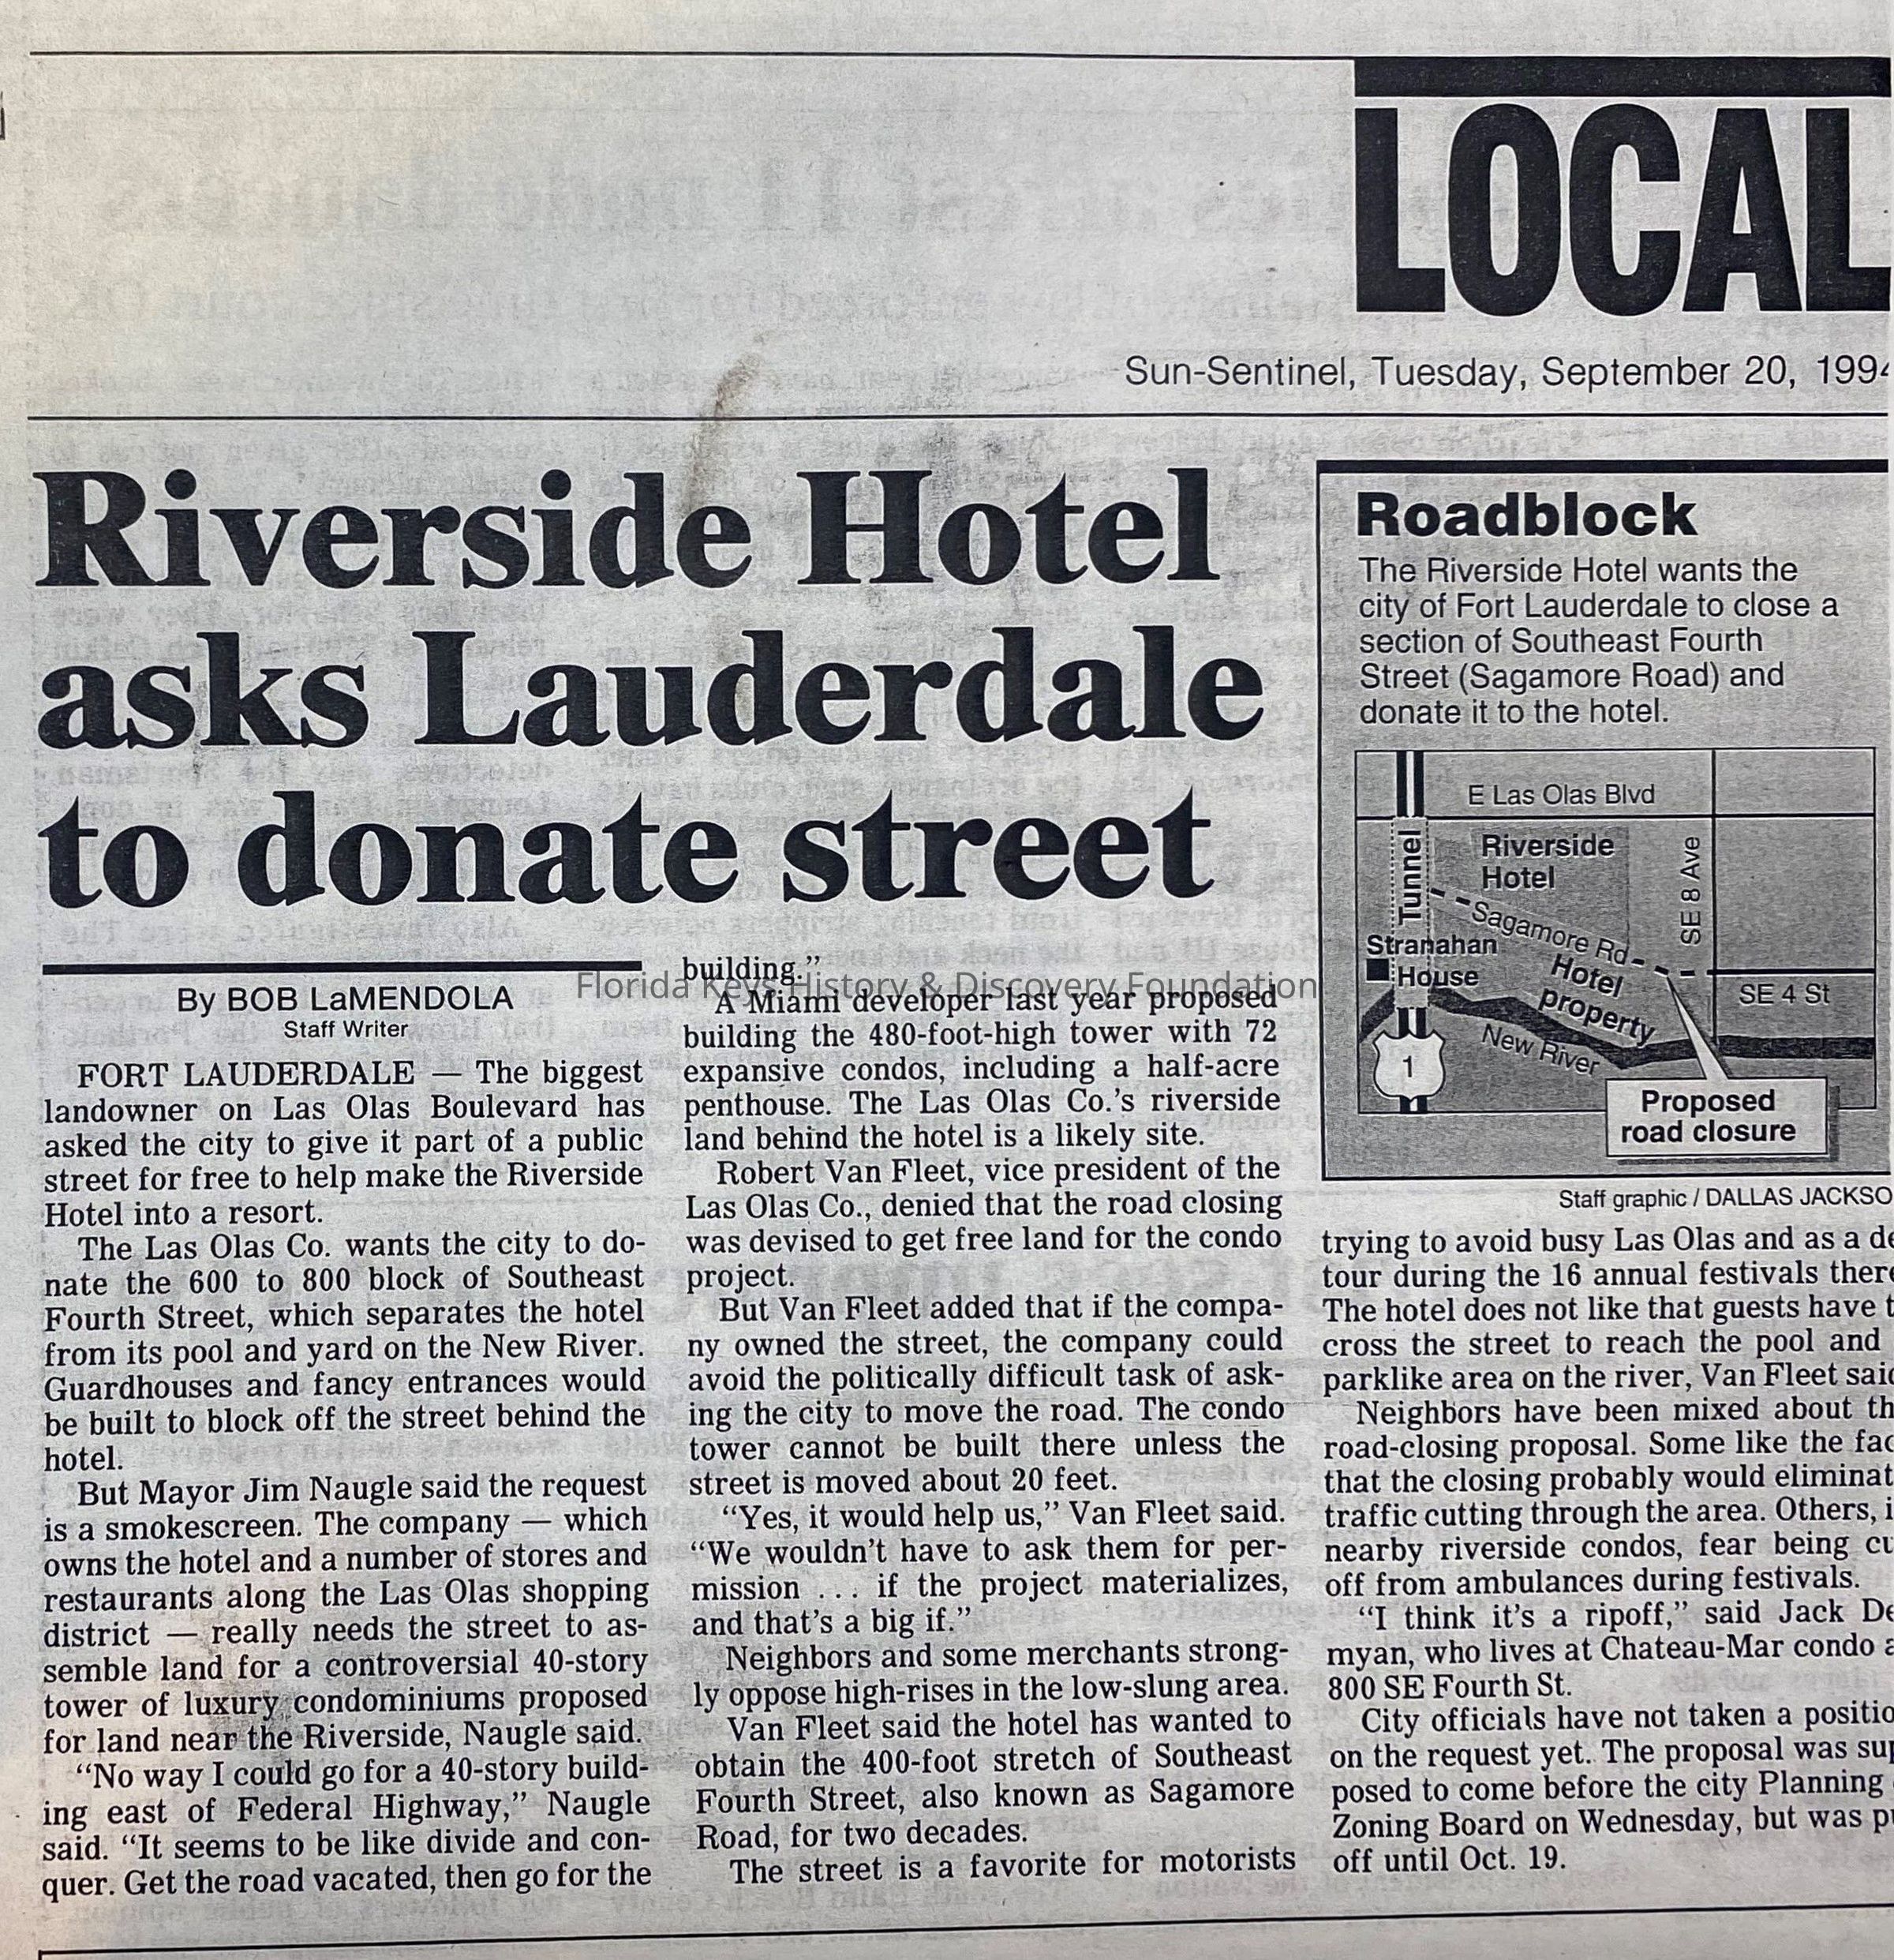 LOCAL
Sun-Sentinel, Tuesday, September 20, 1994
Riverside Hotel
asks Lauderdale
to donate street
By BOB LaMENDOLA
Staff Writer
FORT LAUDERDALE — The biggest
landowner on Las Olas Boulevard has
asked the city to give it part of a public
street for free to help make the Riverside
Hotel into a resort.
The Las Olas Co. wants the city to do-
nate the 600 to 800 block of Southeast
Fourth Street, which separates the hotel
from its pool and yard on the New River.
Guardhouses and fancy entrances would
be built to block off the street behind the
hotel.
But Mayor Jim Naugle said the request
is a smokescreen. The company — which
owns the hotel and a number of stores and
restaurants along the Las Olas shopping
district — really needs the street to as-
semble land for a controversial 40-story
tower of luxury condominiums proposed
for land near the Riverside, Naugle said.
“No way I could go for a 40-story build-
ing east of Federal Highway,” Naugle
said. “It seems to be like divide and con-
quer. Get the road vacated, then go for the
building.”
A Miami developer last year proposed
building the 480-foot-high tower with 72
expansive condos, including a half-acre
penthouse. The Las Olas Co.’s riverside
land behind the hotel is a likely site.
Robert Van Fleet, vice president of the
Las Olas Co., denied that the road closing
was devised to get free land for the condo
project.
But Van Fleet added that if the compa-
ny owned the street, the company could
avoid the politically difficult task of ask-
ing the city to move the road. The condo
tower cannot be built there unless the
street is moved about 20 feet.
“Yes, it would help us,” Van Fleet said.
“We wouldn’t have to ask them for per-
mission . . . if the project materializes,
and that’s a big if.”
Neighbors and some merchants strong-
ly oppose high-rises in the low-slung area.
Van Fleet said the hotel has wanted to
obtain the 400-foot stretch of Southeast
Fourth Street, also known as Sagamore
Road, for two decades.
The street is a favorite for motorists
Florida Keys History & Discovery Foundation
Roadblock
The Riverside Hotel wants the
city of Fort Lauderdale to close a
section of Southeast Fourth
Street (Sagamore Road) and
donate it to the hotel.
E Las Olas Blvd
Tunnel
Riverside
Hotel
SE 8 Ave
Sagamore Rd
Stranahan
House
Hotel
property
SE 4 St
New River
1
Proposed
road closure
Staff graphic / DALLAS JACKSO
trying to avoid busy Las Olas and as a de
tour during the 16 annual festivals there
The hotel does not like that guests have t
cross the street to reach the pool and
parklike area on the river, Van Fleet said
Neighbors have been mixed about th
road-closing proposal. Some like the fac
that the closing probably would eliminat
traffic cutting through the area. Others, i
nearby riverside condos, fear being cu
off from ambulances during festivals.
“I think it’s a ripoff,” said Jack De
myan, who lives at Chateau-Mar condo a
800 SE Fourth St.
City officials have not taken a positio
on the request yet. The proposal was sup
posed to come before the city Planning
Zoning Board on Wednesday, but was pu
off until Oct. 19.